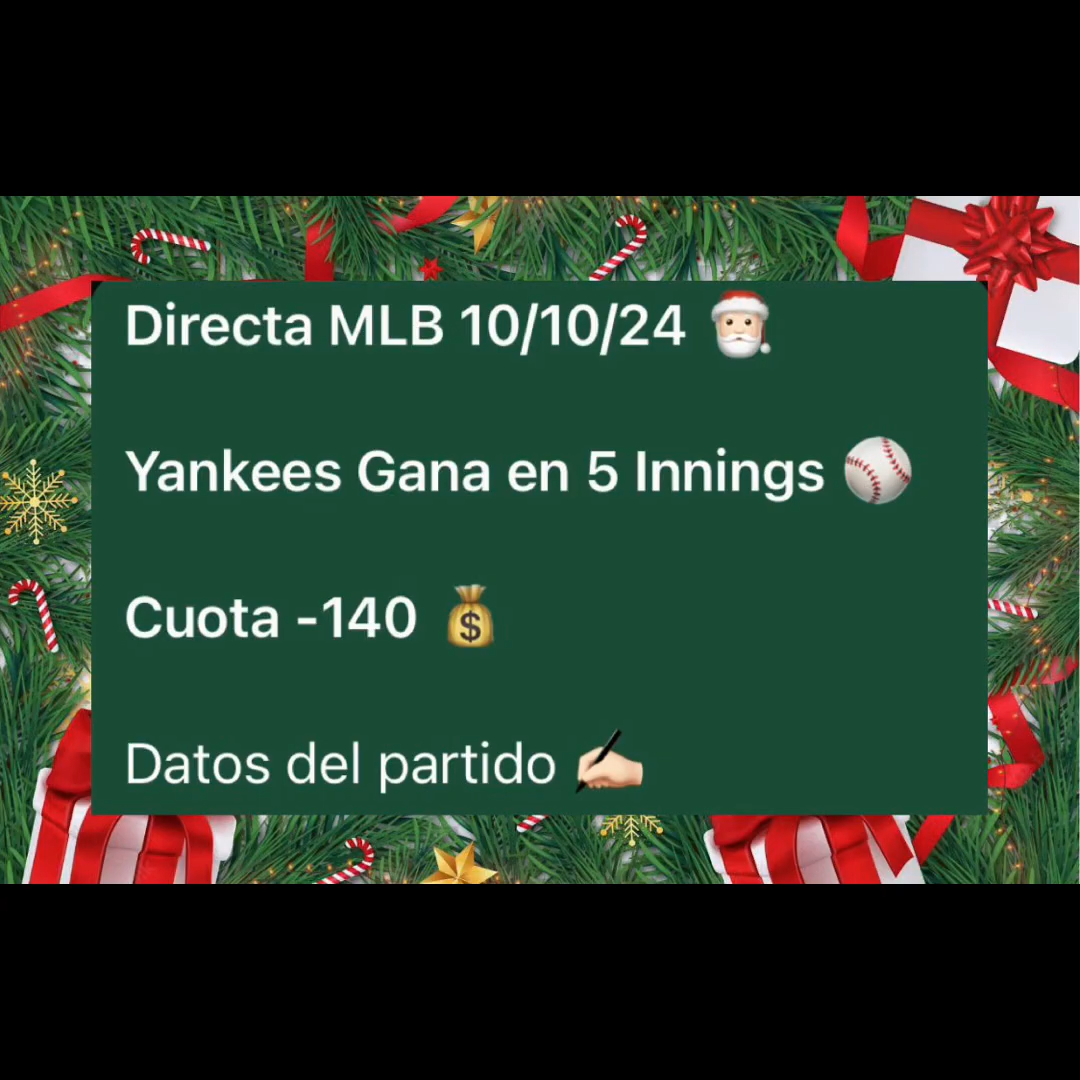 Directa MLB 10/10/24 🎅🏻
Yankees Gana en 5 Innings ⚾
Cuota -140 💰
Datos del partido ✍🏻